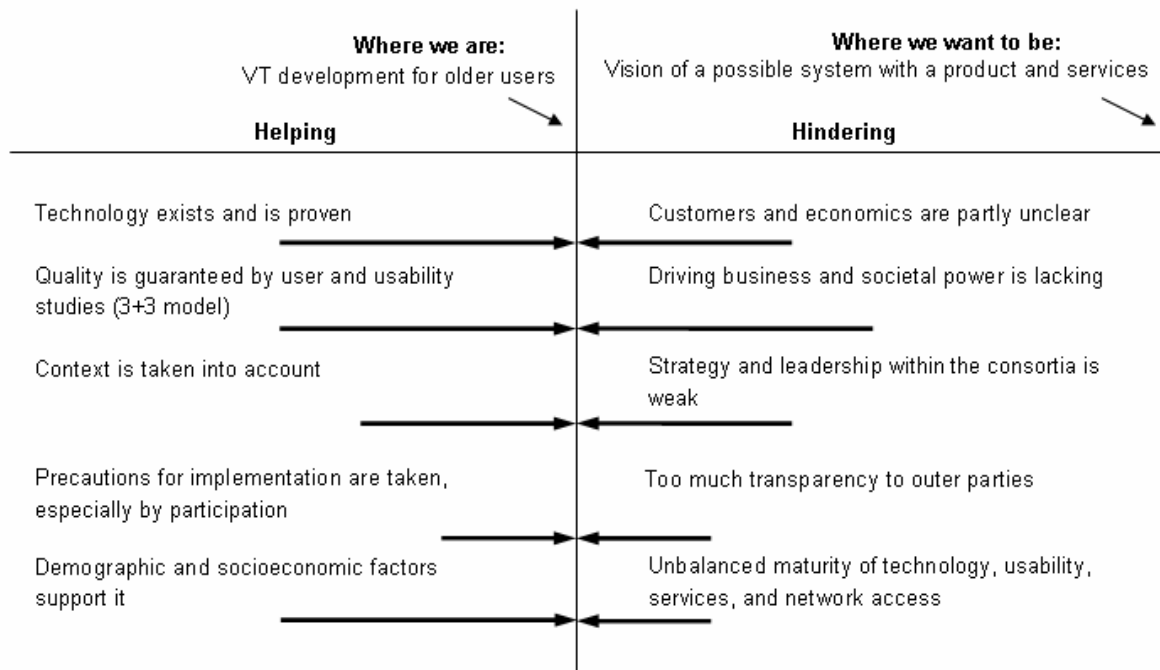 Where we are:
VT development for older users
Where we want to be:
Vision of a possible system with a product and services
Helping
Hindering
Technology exists and is proven
Customers and economics are partly unclear
Quality is guaranteed by user and usability
studies (3+3 model)
Driving business and societal power is lacking
Context is taken into account
Strategy and leadership within the consortia is
weak
Precautions for implementation are taken,
especially by participation
Too much transparency to outer parties
Demographic and socioeconomic factors
support it
Unbalanced maturity of technology, usability,
services, and network access